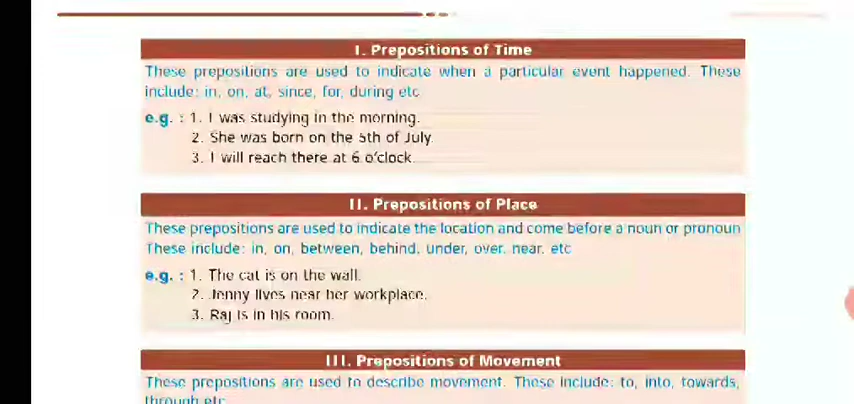 I. Prepositions of Time
These prepositions are used to indicate when a particular event happened. These
include: in, on, at, since, for, during etc
e.g. : 1. I was studying in the morning.
2. She was born on the 5th of July.
3. I will reach there at 6 o'clock.
II. Prepositions of Place
These prepositions are used to indicate the location and come before a noun or pronoun
These include: in, on, between, behind, under, over, near, etc
e.g. : 1. The cat is on the wall.
2. Jenny lives near her workplace.
3. Raj is in his room.
III. Prepositions of Movement
These prepositions are used to describe movement. These include: to, into, towards,
through etc